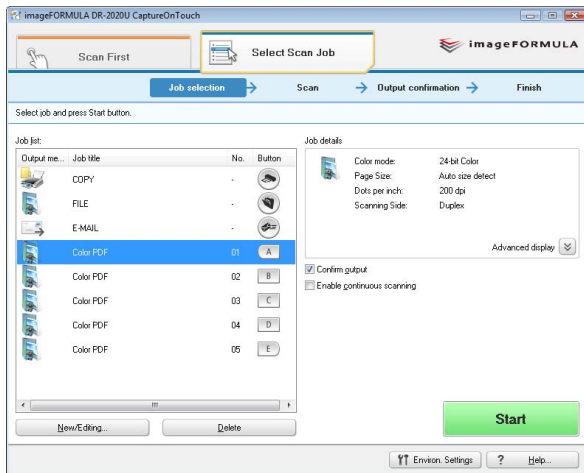 imageFORMULA DR-2020U CaptureOnTouch
Scan First
Select Scan Job
imageFORMULA
Job selection
Scan
Output confirmation
Finish
Select job and press Start button.
Job list:
Output me... Job title No. Button
COPY -
FILE -
E-MAIL -
Color PDF 01 A
Color PDF 02 B
Color PDF 03 C
Color PDF 04 D
Color PDF 05 E
New/Editing...
Delete
Job details
Color mode: 24-bit Color
Page Size: Auto size detect
Dots per inch: 200 dpi
Scanning Side: Duplex
Advanced display
Confirm output
Enable continuous scanning
Start
Environ. Settings
? Help...